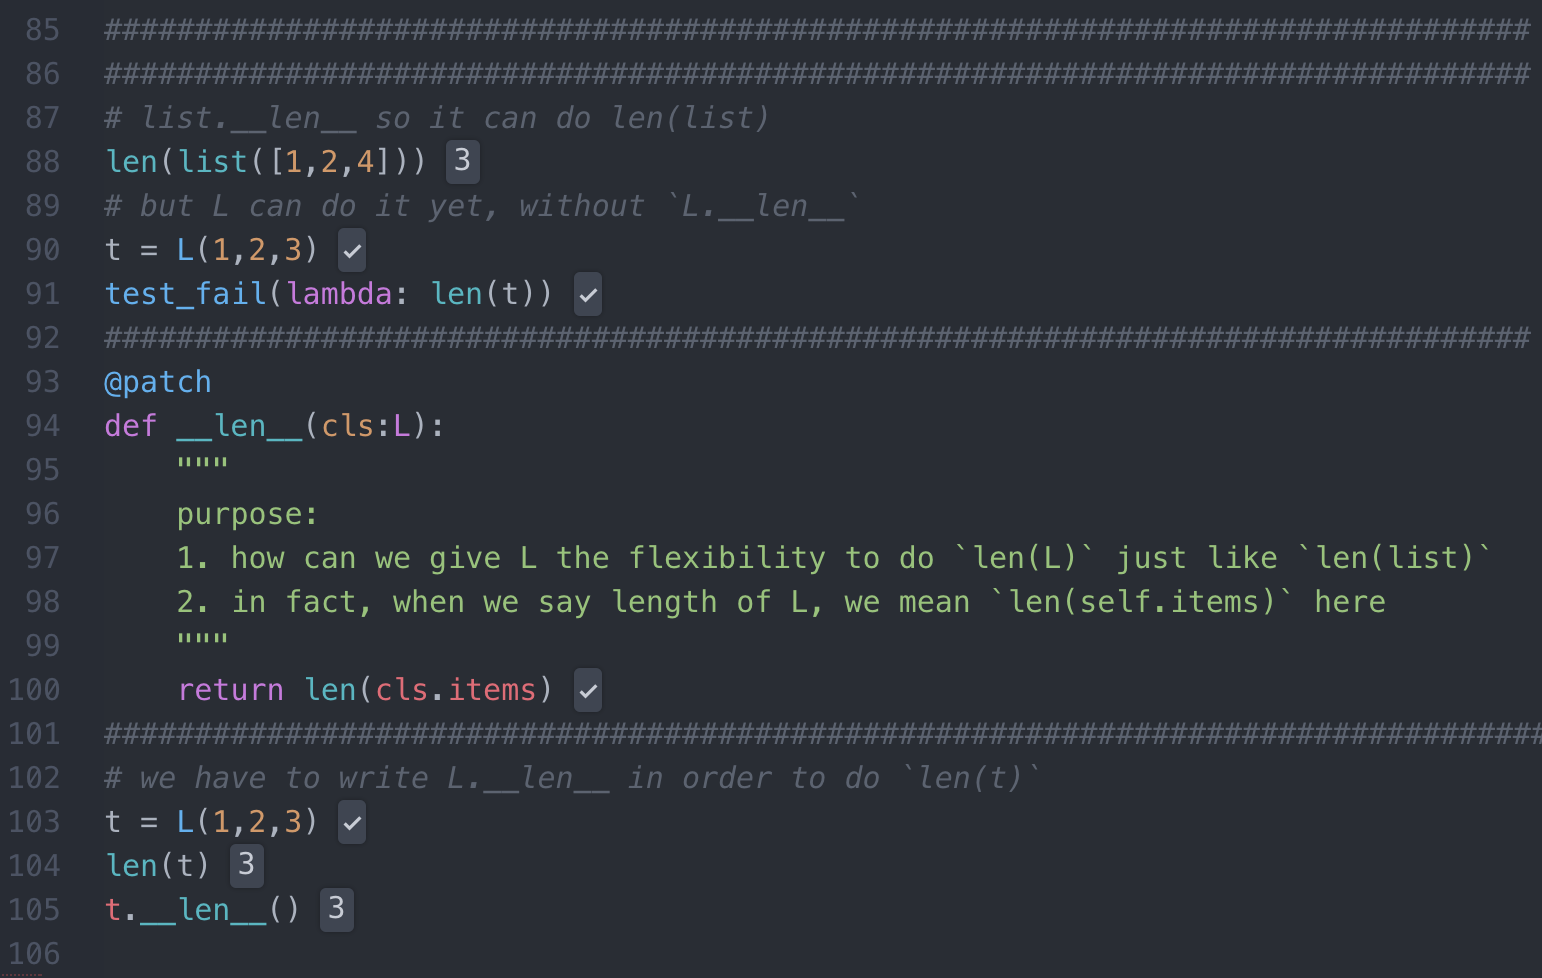 85 ###############################################################################
86 ###############################################################################
87 # list.__len__ so it can do len(list)
88 len(list([1,2,4])) 3
89 # but L can do it yet, without `L.__len__`
90 t = L(1,2,3) ✓
91 test_fail(lambda: len(t)) ✓
92 ###############################################################################
93 @patch
94 def __len__(cls:L):
95     """
96     purpose:
97     1. how can we give L the flexibility to do `len(L)` just like `len(list)`
98     2. in fact, when we say length of L, we mean `len(self.items)` here
99     """
100     return len(cls.items) ✓
101 ################################################################################
102 # we have to write L.__len__ in order to do `len(t)`
103 t = L(1,2,3) ✓
104 len(t) 3
105 t.__len__() 3
106